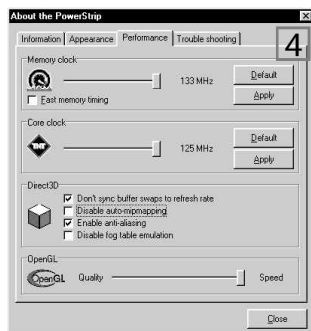 About the PowerStrip
Information Appearance Performance Trouble shooting
4
Memory clock
133 MHz
Default
Fast memory timing
Apply
Core clock
TNT
125 MHz
Default
Apply
Direct3D
Don't sync buffer swaps to refresh rate
Disable auto-mipmapping
Enable anti-aliasing
Disable fog table emulation
OpenGL
OpenGL Quality Speed
Close